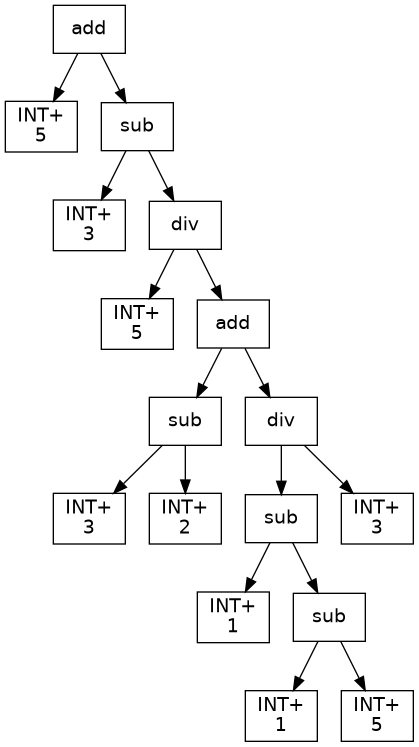 add
INT+
5
sub
INT+
3
div
INT+
5
add
sub
div
INT+
3
INT+
2
sub
INT+
3
INT+
1
sub
INT+
1
INT+
5